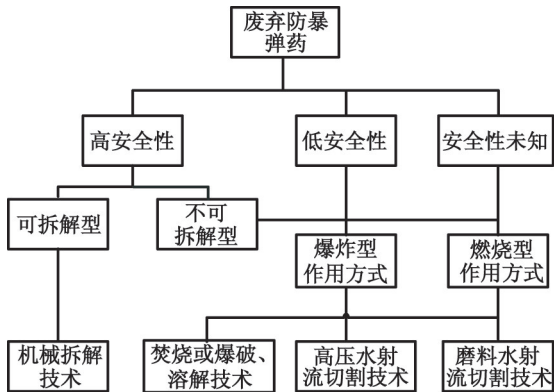 废弃防暴
弹药
高安全性
低安全性
安全性未知
可拆解型
不可
拆解型
爆炸型
作用方式
燃烧型
作用方式
机械拆解
技术
焚烧或爆破、
溶解技术
高压水射
流切割技术
磨料水射
流切割技术